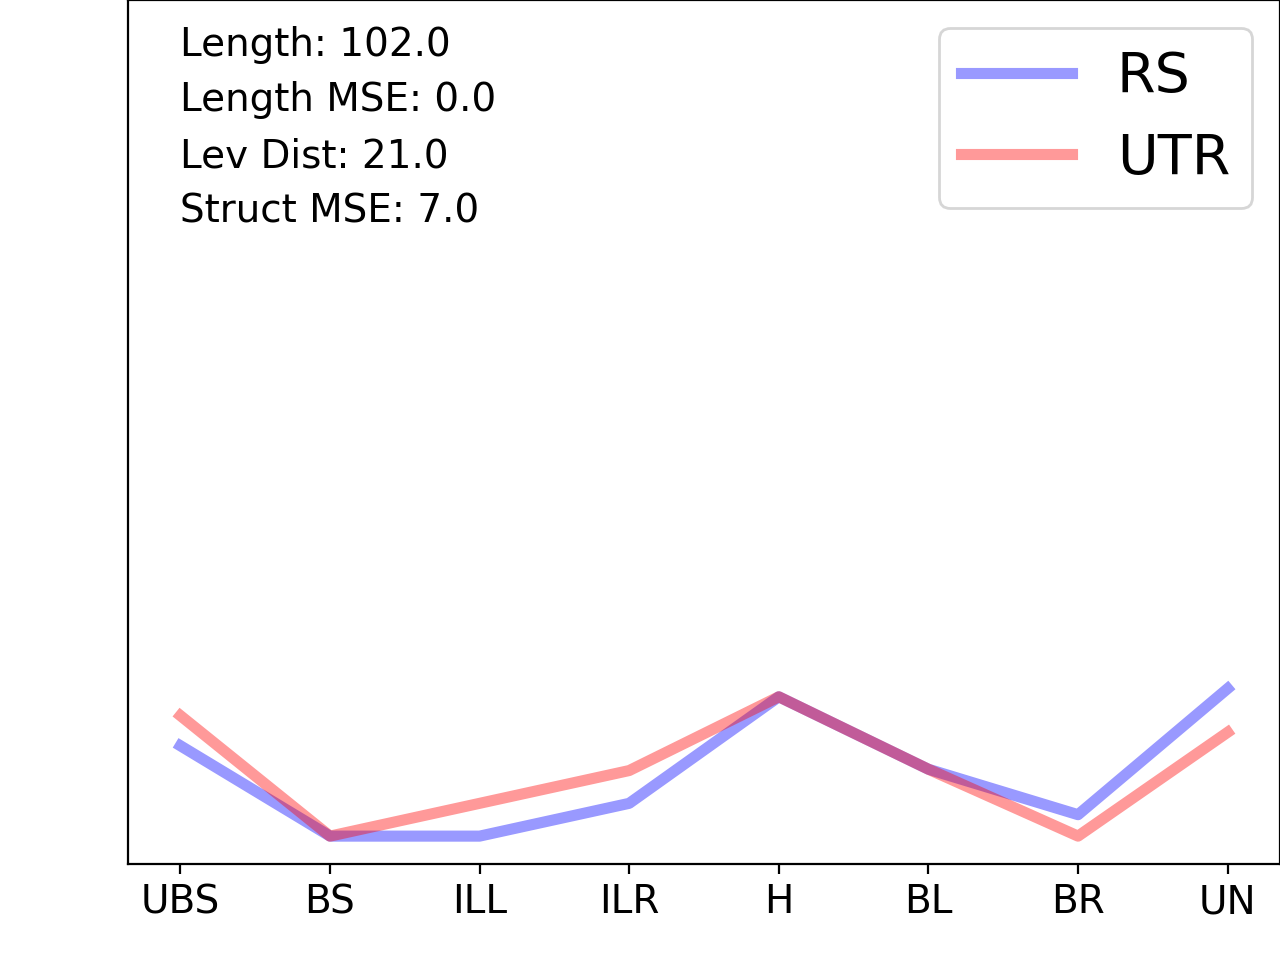 Length: 102.0
Length MSE: 0.0
Lev Dist: 21.0
Struct MSE: 7.0
RS
UTR
UBS BS ILL ILR H BL BR UN